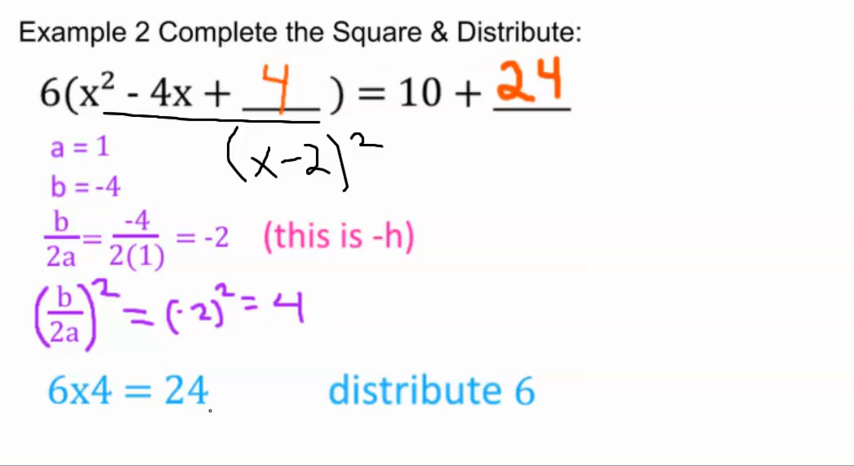 Example 2 Complete the Square & Distribute:
6(x² - 4x + 4 ) = 10 + 24
(x-2)²
a = 1
b = -4
b/2a = -4/2(1) = -2 (this is -h)
(b/2a)² = (-2)² = 4
6x4 = 24 distribute 6